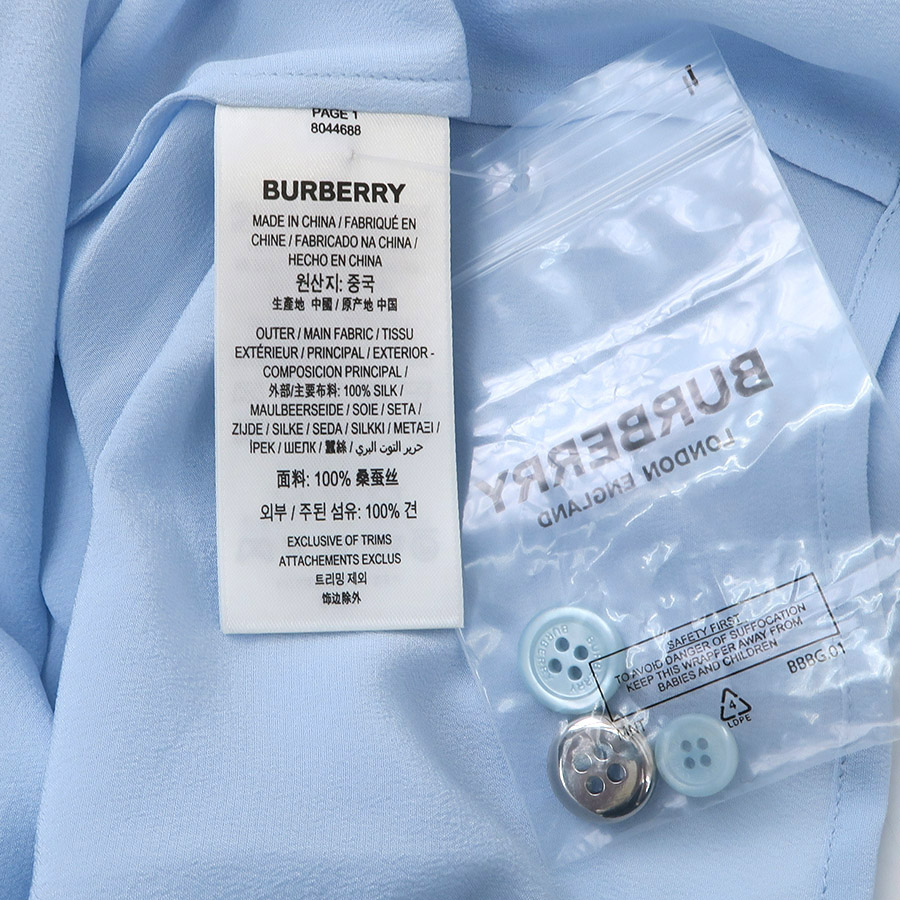 PAGE 1
8044688
BURBERRY
MADE IN CHINA / FABRIQUÉ EN
CHINE / FABRICADO NA CHINA /
HECHO EN CHINA
원산지: 중국
生產地 中國 / 原产地 中国
OUTER / MAIN FABRIC / TISSU
EXTÉRIEUR / PRINCIPAL / EXTERIOR -
COMPOSICION PRINCIPAL /
外部/主要布料: 100% SILK /
MAULBEERSEIDE / SOIE / SETA /
ZIJDE / SILKE / SEDA / SILKKI / ΜΕΤΑΞΙ /
İPEK / ШЕЛК / 蠶絲 / حرير التوت البري /
面料: 100% 桑蚕丝
외부 / 주된 섬유: 100% 견
EXCLUSIVE OF TRIMS
ATTACHEMENTS EXCLUS
트리밍 제외
饰边除外
BURBERRY
LONDON ENGLAND
SAFETY FIRST
TO AVOID DANGER OF SUFFOCATION
KEEP THIS WRAPPER AWAY FROM
BABIES AND CHILDREN
BBBG.01
4
LDPE
BURBERRY